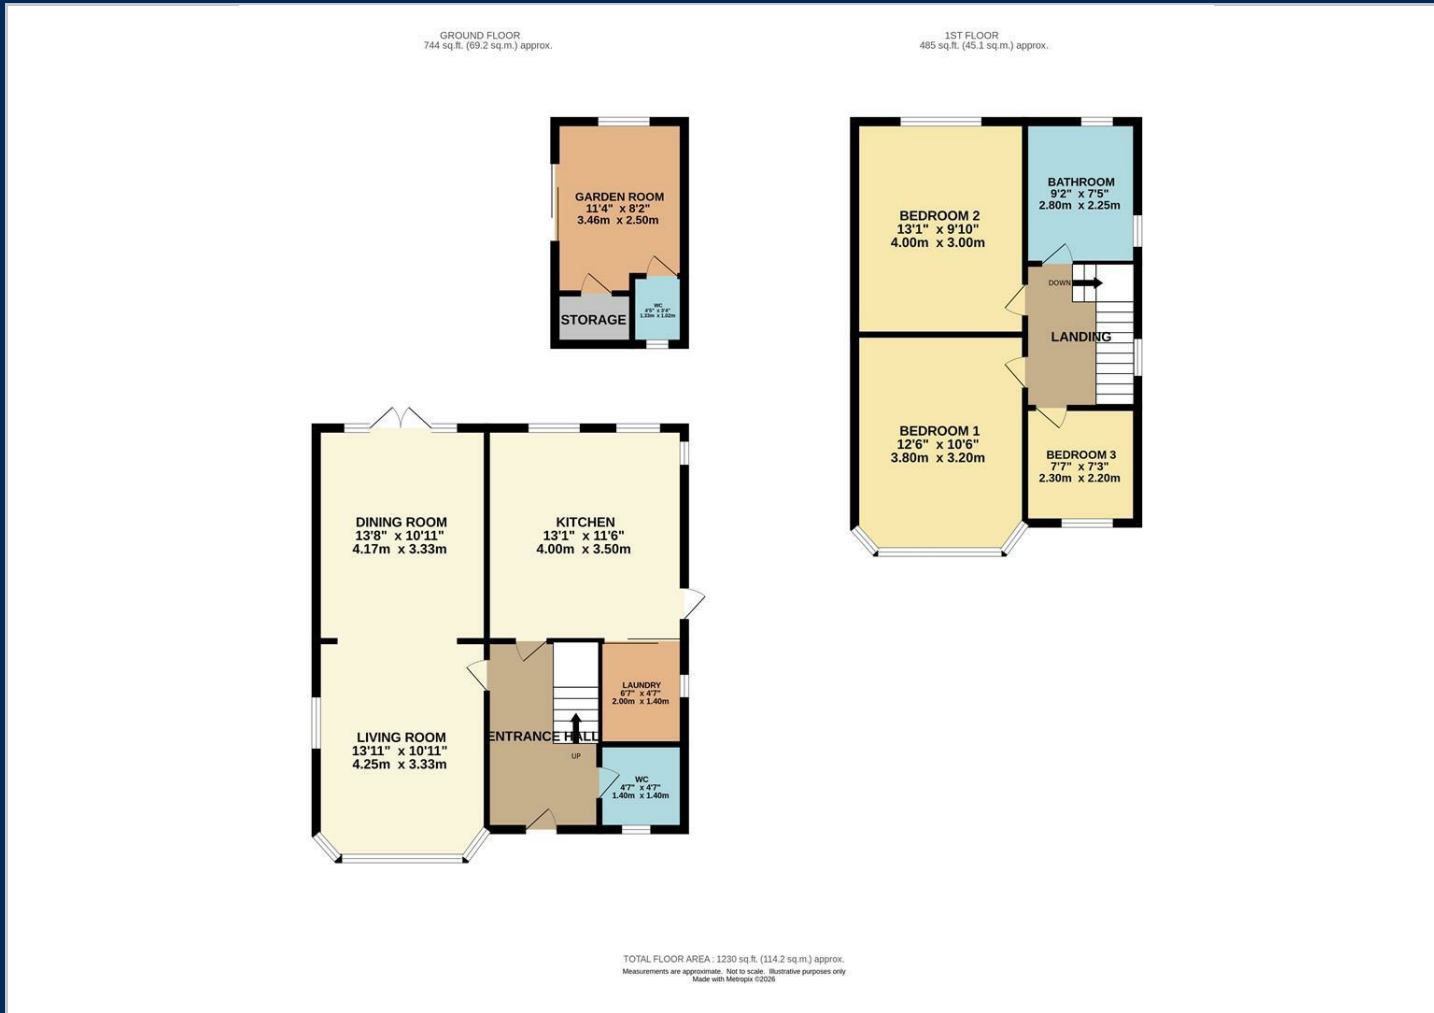 GROUND FLOOR
744 sq.ft. (69.2 sq.m.) approx.
1ST FLOOR
485 sq.ft. (45.1 sq.m.) approx.
GARDEN ROOM
11'4" x 8'2"
3.46m x 2.50m
STORAGE
WC
BEDROOM 2
13'1" x 9'10"
4.00m x 3.00m
BATHROOM
9'2" x 7'5"
2.80m x 2.25m
DOWN
LANDING
BEDROOM 1
12'6" x 10'6"
3.80m x 3.20m
BEDROOM 3
7'7" x 7'3"
2.30m x 2.20m
DINING ROOM
13'8" x 10'11"
4.17m x 3.33m
KITCHEN
13'1" x 11'6"
4.00m x 3.50m
LAUNDRY
6'7" x 4'7"
2.00m x 1.40m
LIVING ROOM
13'11" x 10'11"
4.25m x 3.33m
ENTRANCE HALL
UP
WC
4'7" x 4'7"
1.40m x 1.40m
TOTAL FLOOR AREA : 1230 sq.ft. (114.2 sq.m.) approx.
Measurements are approximate. Not to scale. Illustrative purposes only
Made with Metropix ©2026